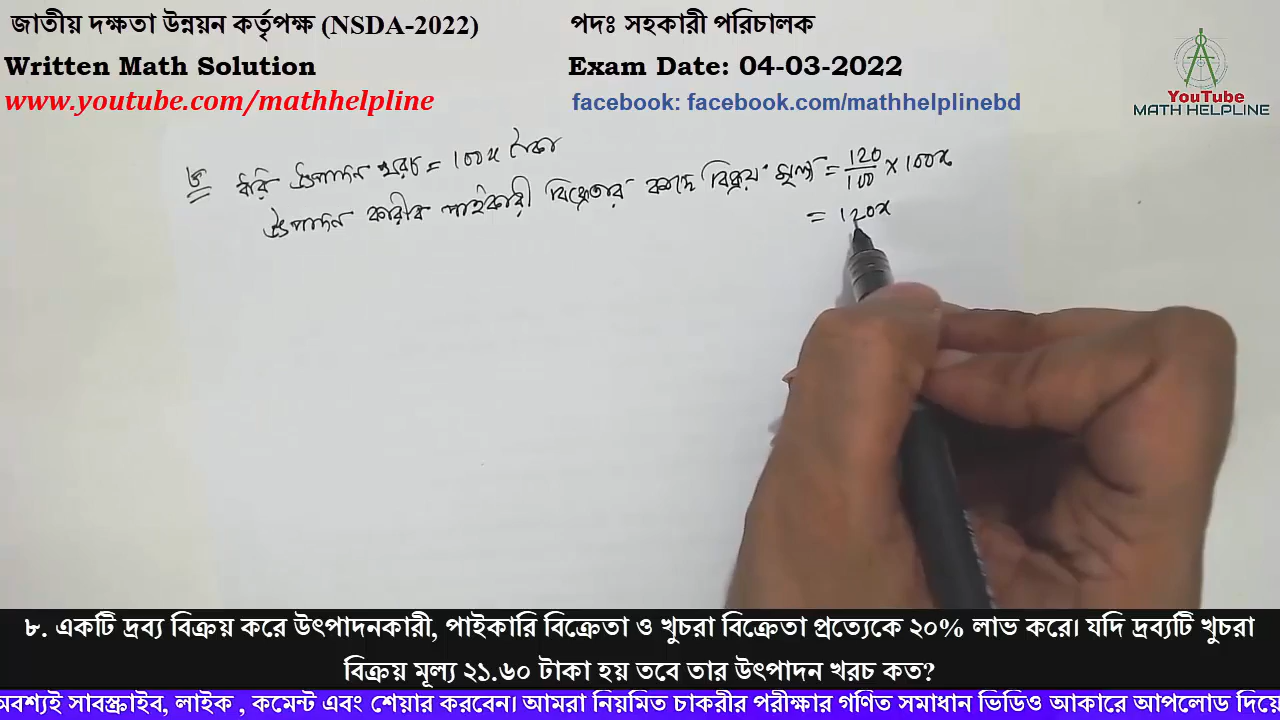 জাতীয় দক্ষতা উন্নয়ন কর্তৃপক্ষ (NSDA-2022)
পদঃ সহকারী পরিচালক
Written Math Solution
Exam Date: 04-03-2022
www.youtube.com/mathhelpline
facebook: facebook.com/mathhelplinebd
YouTube
MATH HELPLINE
ধরি উৎপাদন খরচ = 100x টাকা
উৎপাদন কারীর পাইকারী বিক্রেতার কাছে বিক্রয় মূল্য = 120/100 × 100x
= 120x
৮. একটি দ্রব্য বিক্রয় করে উৎপাদনকারী, পাইকারি বিক্রেতা ও খুচরা বিক্রেতা প্রত্যেকে ২০% লাভ করে। যদি দ্রব্যটি খুচরা
বিক্রয় মূল্য ২১.৬০ টাকা হয় তবে তার উৎপাদন খরচ কত?
অবশ্যই সাবস্ক্রাইব, লাইক , কমেন্ট এবং শেয়ার করবেন। আমরা নিয়মিত চাকরীর পরীক্ষার গণিত সমাধান ভিডিও আকারে আপলোড দিয়ে